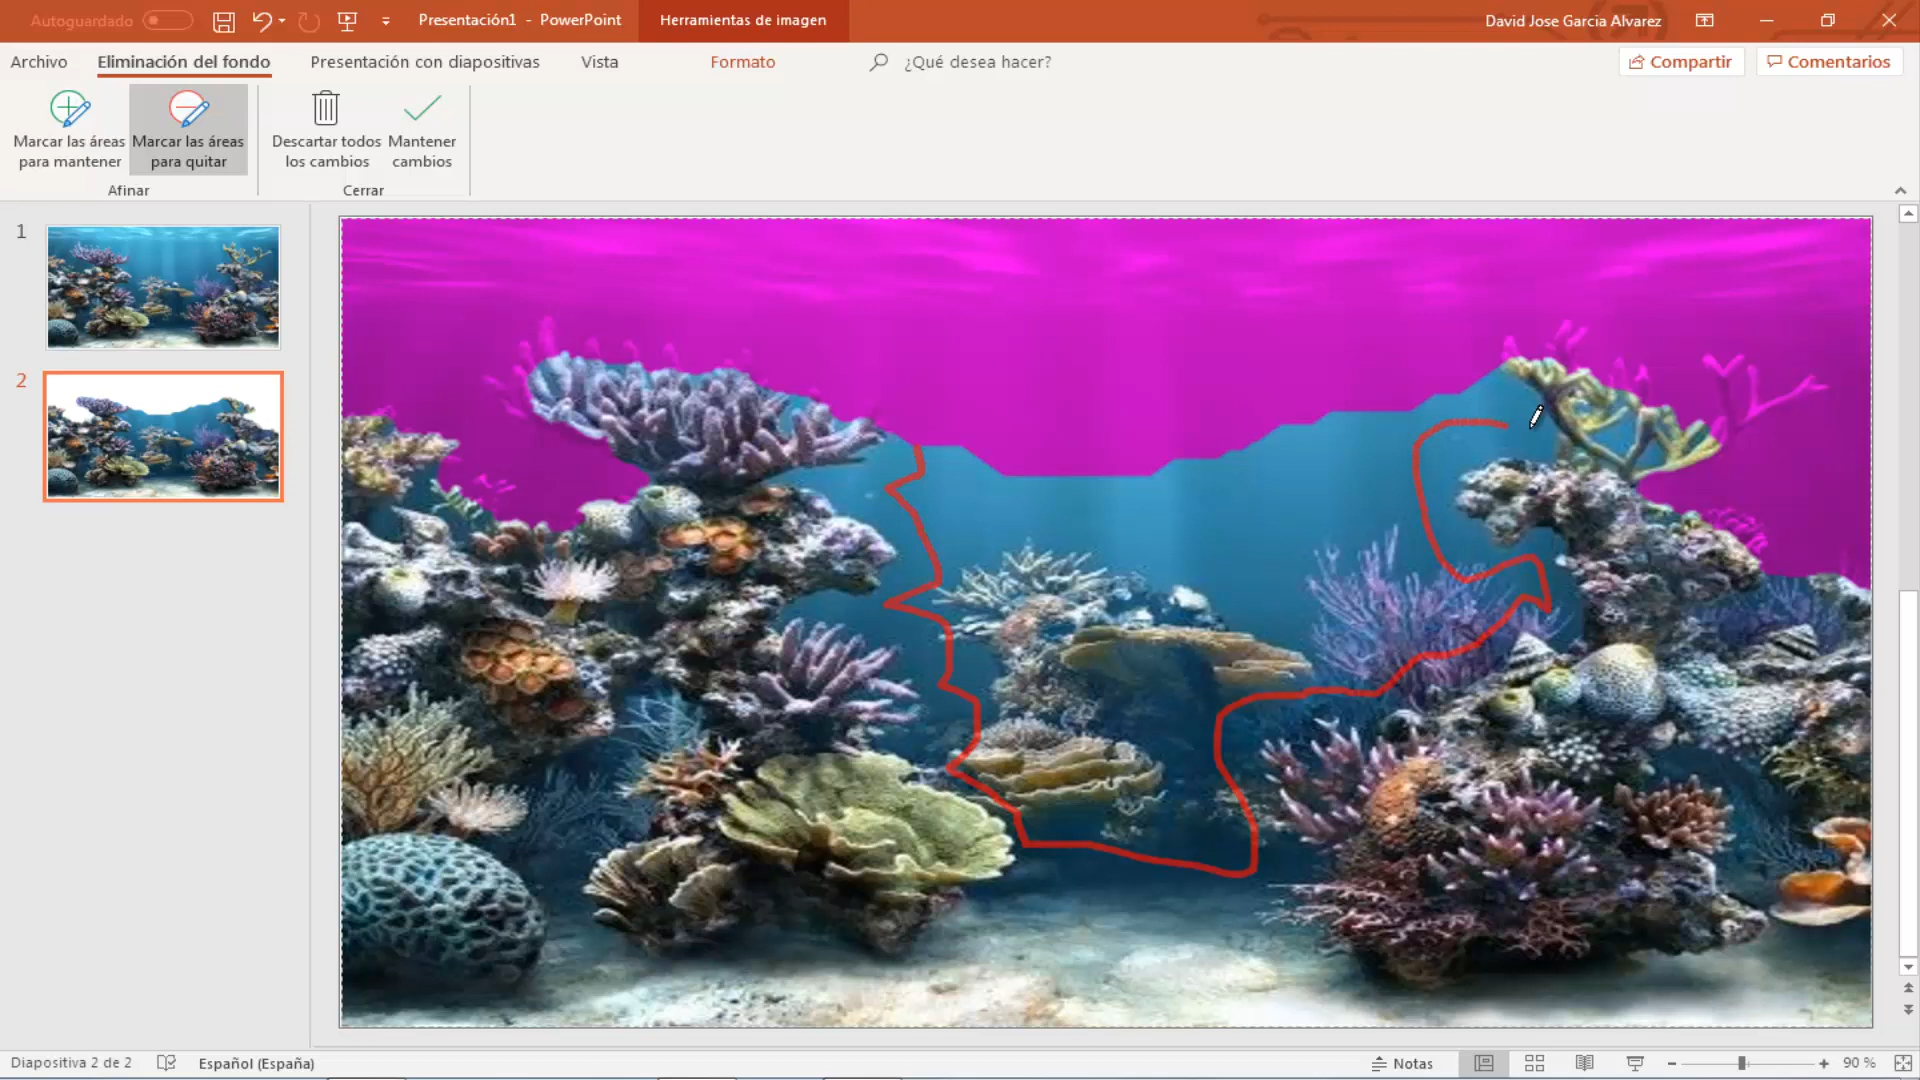 Autoguardado
Presentación1 - PowerPoint
Herramientas de imagen
David Jose Garcia Alvarez
Archivo
Eliminación del fondo
Presentación con diapositivas
Vista
Formato
¿Qué desea hacer?
Compartir
Comentarios
Marcar las áreas
para mantener
Marcar las áreas
para quitar
Descartar todos
los cambios
Mantener
cambios
Afinar
Cerrar
1
2
Diapositiva 2 de 2
Español (España)
Notas
90 %